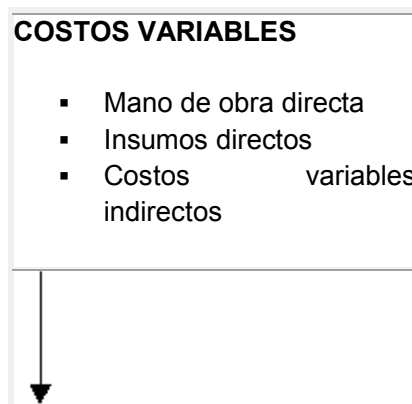 COSTOS VARIABLES
▪ Mano de obra directa
▪ Insumos directos
▪ Costos variables
indirectos